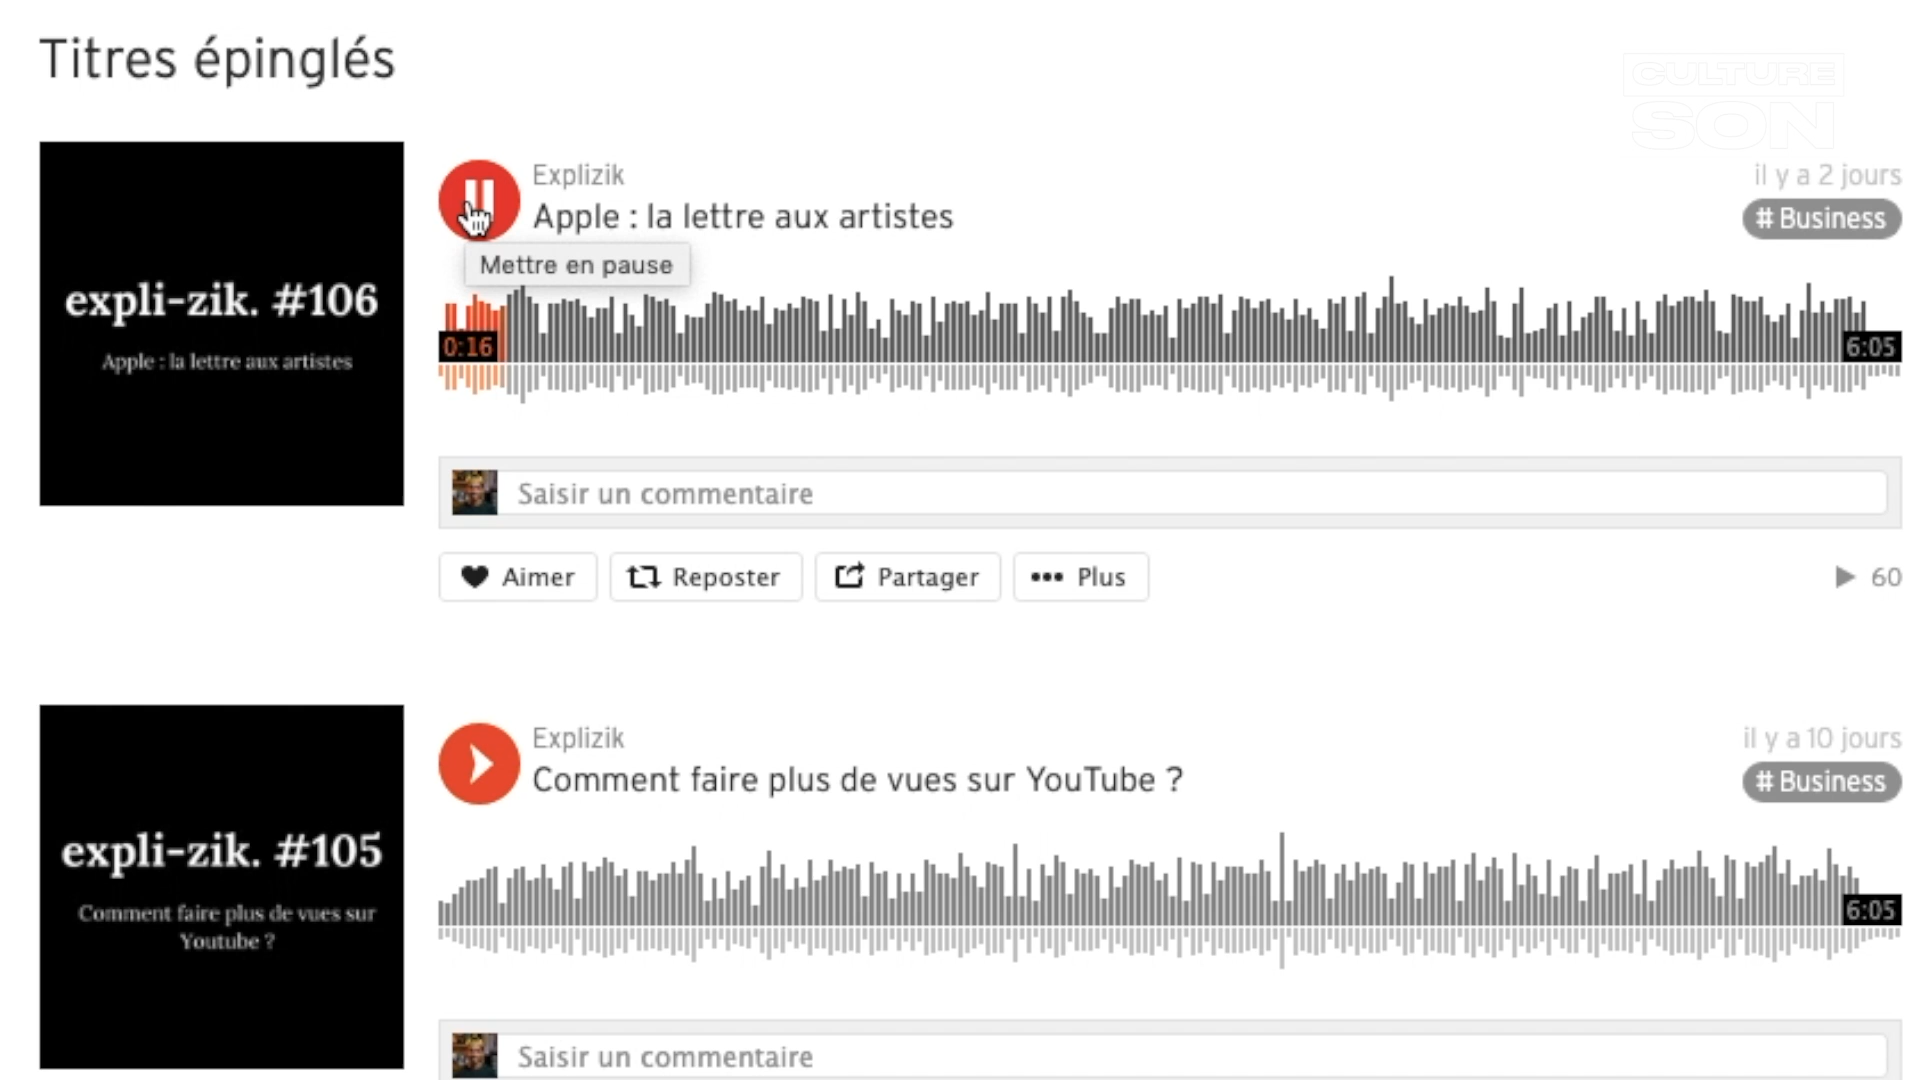 Titres épinglés
CULTURE
SON
expli-zik. #106
Apple : la lettre aux artistes
Explizik
il y a 2 jours
Apple : la lettre aux artistes
# Business
Mettre en pause
0:16
6:05
Saisir un commentaire
Aimer
Reposter
Partager
Plus
60
expli-zik. #105
Comment faire plus de vues sur
Youtube ?
Explizik
il y a 10 jours
Comment faire plus de vues sur YouTube ?
# Business
6:05
Saisir un commentaire